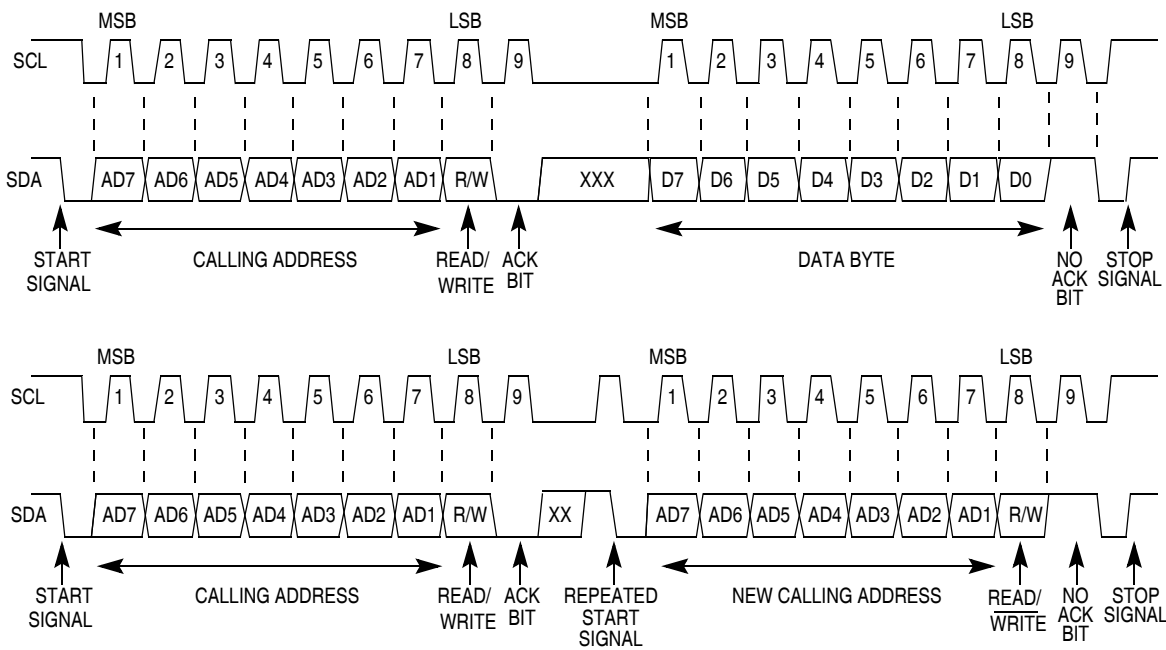 MSB LSB MSB LSB
SCL 1 2 3 4 5 6 7 8 9 1 2 3 4 5 6 7 8 9
SDA AD7 AD6 AD5 AD4 AD3 AD2 AD1 R/W XXX D7 D6 D5 D4 D3 D2 D1 D0
START CALLING ADDRESS READ/ ACK DATA BYTE NO STOP
SIGNAL WRITE BIT ACK SIGNAL
BIT
MSB LSB MSB LSB
SCL 1 2 3 4 5 6 7 8 9 1 2 3 4 5 6 7 8 9
SDA AD7 AD6 AD5 AD4 AD3 AD2 AD1 R/W XX AD7 AD6 AD5 AD4 AD3 AD2 AD1 R/W
START CALLING ADDRESS READ/ ACK REPEATED NEW CALLING ADDRESS READ/ NO STOP
SIGNAL WRITE BIT START WRITE ACK SIGNAL
SIGNAL BIT